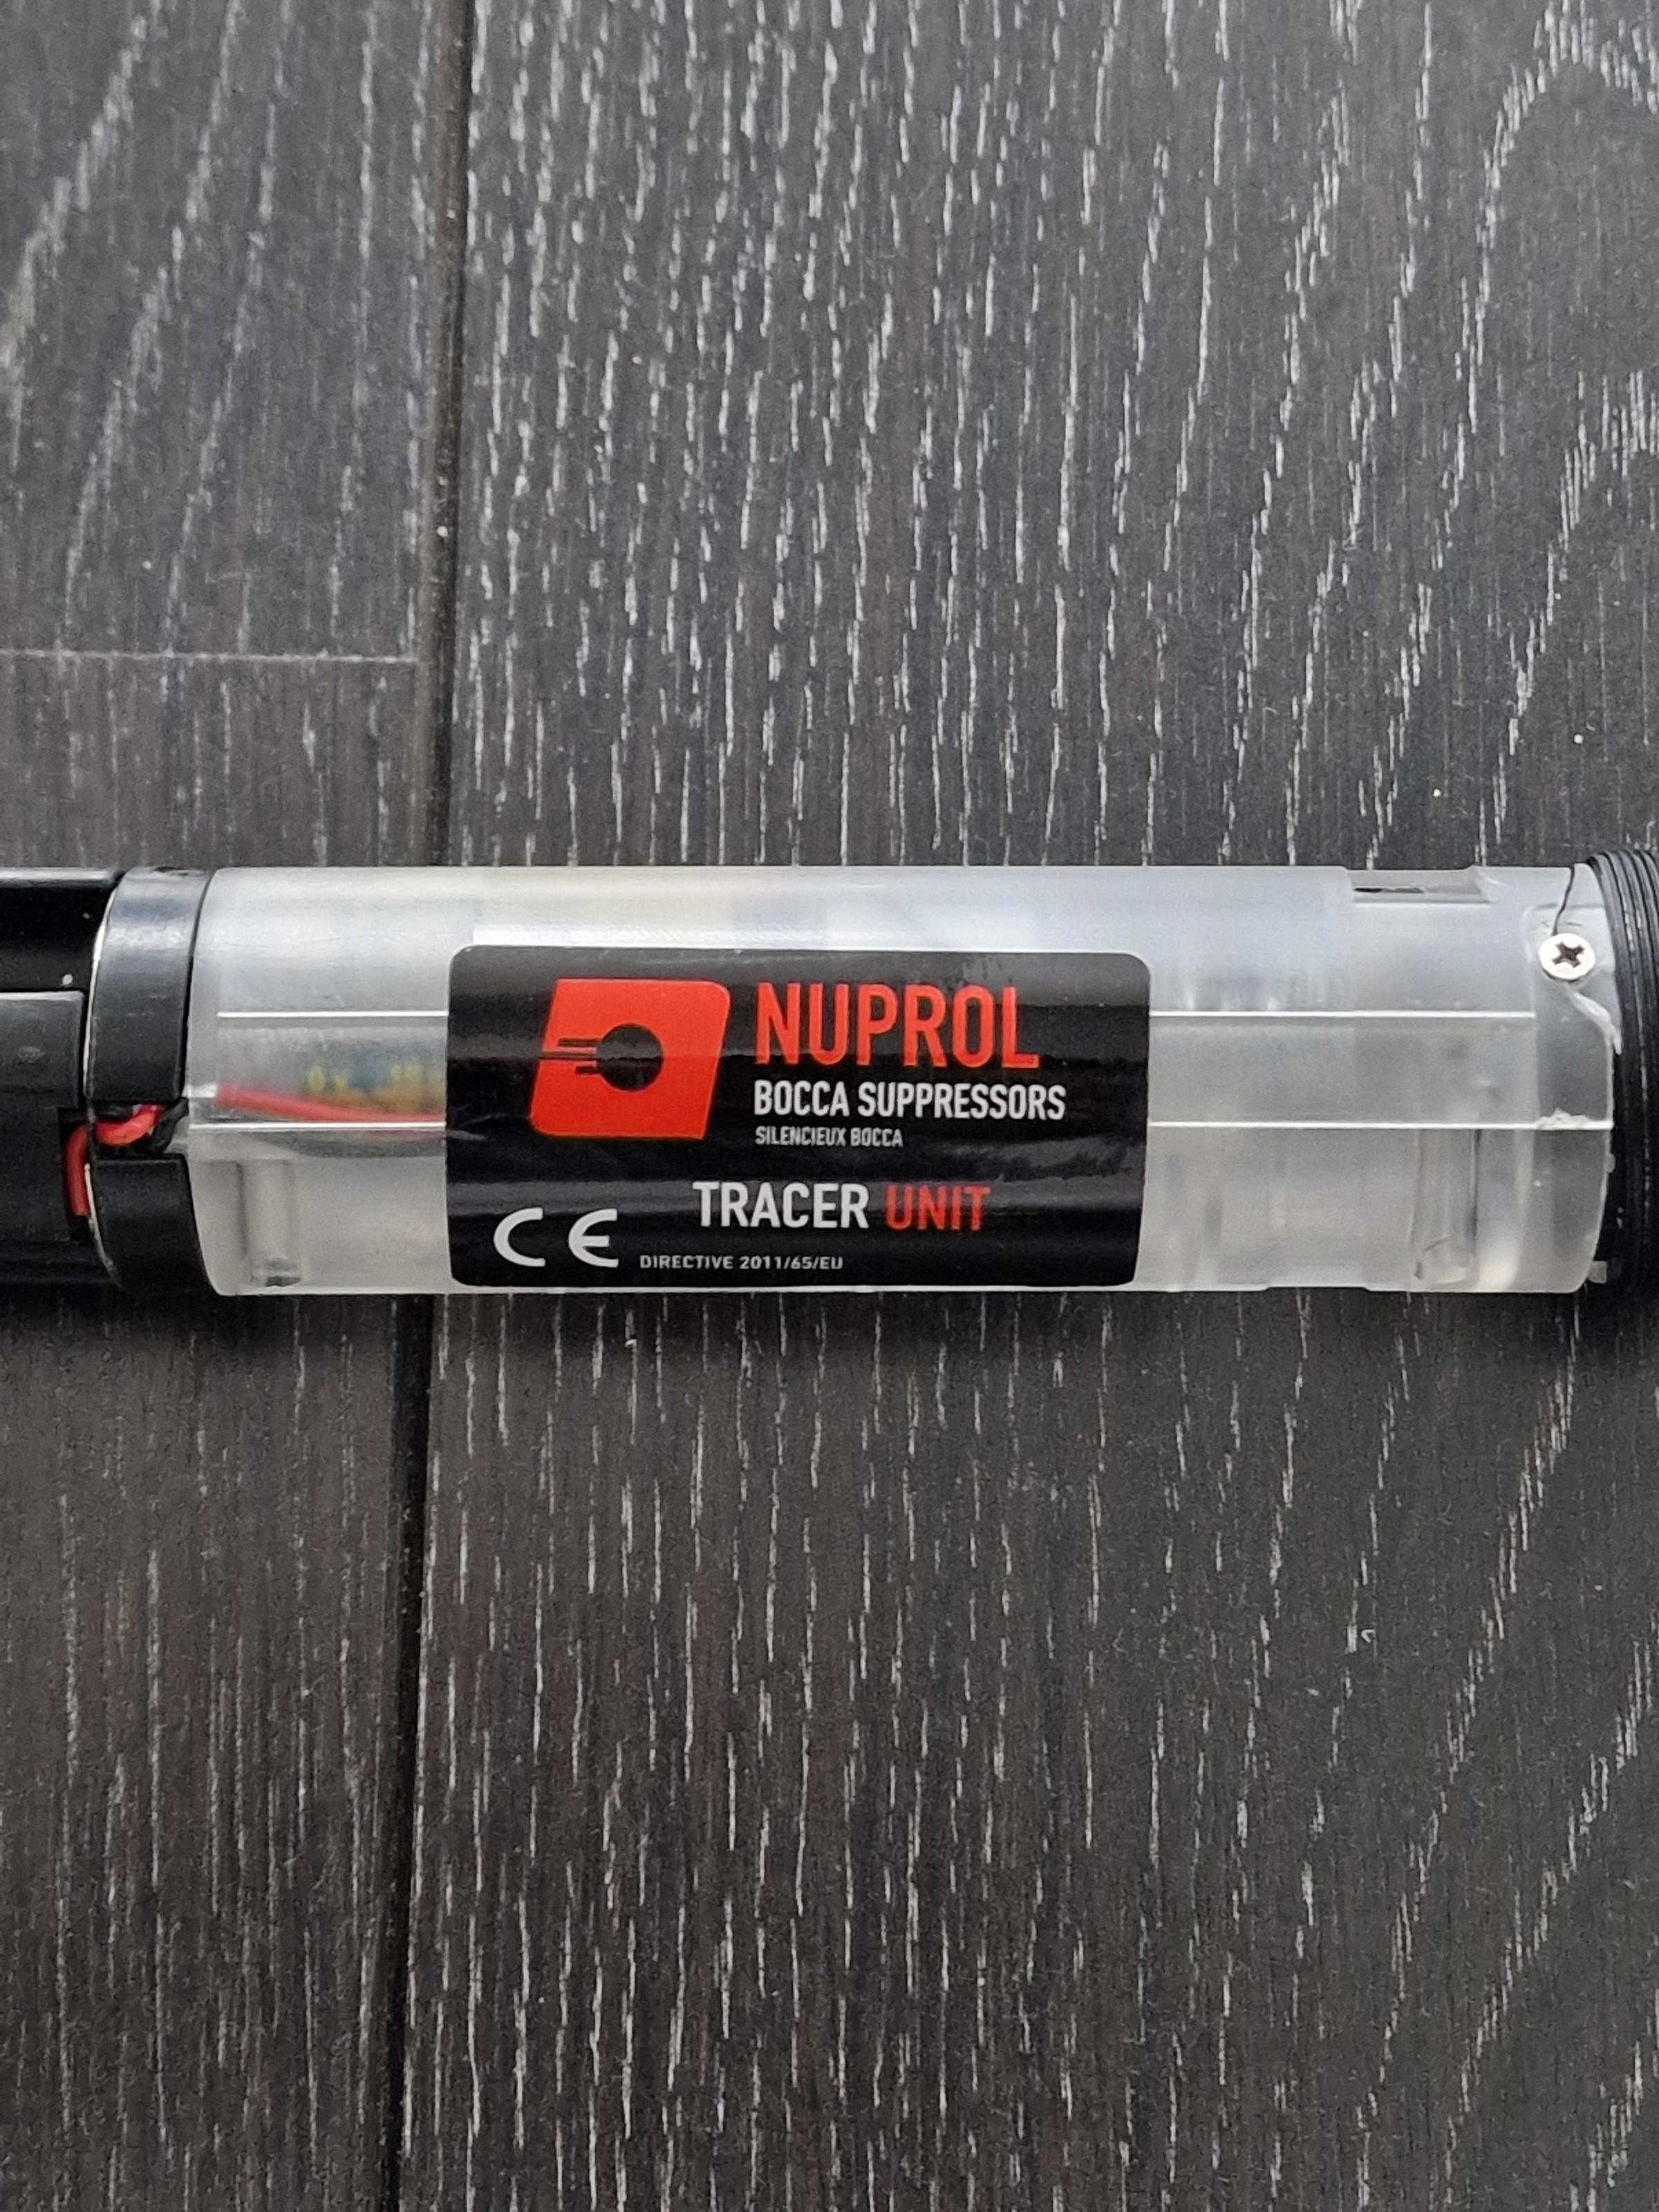 NUPROL
BOCCA SUPPRESSORS
SILENCIEUX BOCCA
TRACER UNIT
CE
DIRECTIVE 2011/65/EU